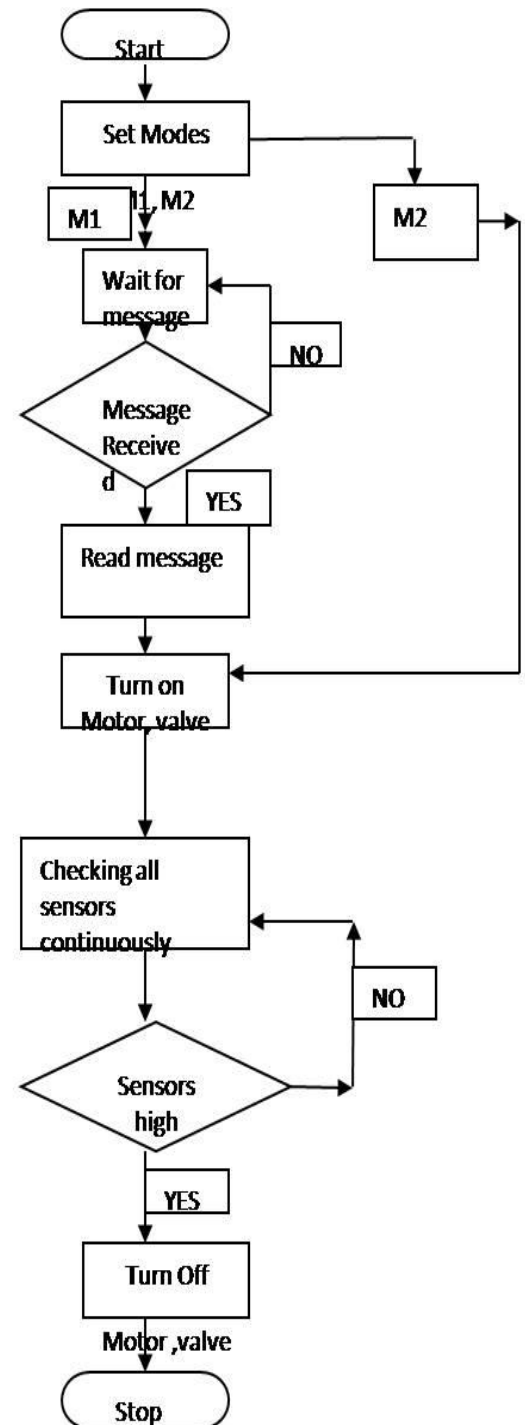 Start
Set Modes
M1, M2
M1
M2
Wait for
message
NO
Message
Receive
d
YES
Read message
Turn on
Motor, valve
Checking all
sensors
continuously
NO
Sensors
high
YES
Turn Off
Motor ,valve
Stop